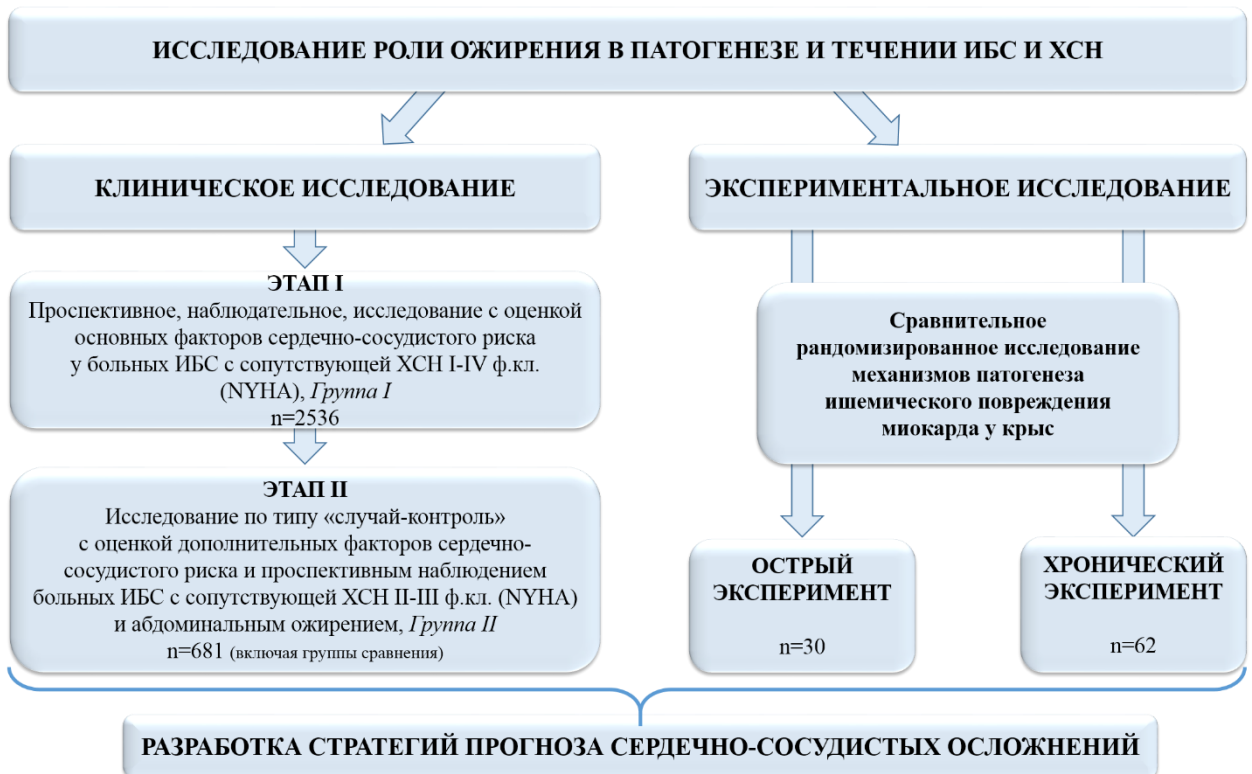 ИССЛЕДОВАНИЕ РОЛИ ОЖИРЕНИЯ В ПАТОГЕНЕЗЕ И ТЕЧЕНИИ ИБС И ХСН
КЛИНИЧЕСКОЕ ИССЛЕДОВАНИЕ
ЭТАП I
Проспективное, наблюдательное, исследование с оценкой
основных факторов сердечно-сосудистого риска
у больных ИБС с сопутствующей ХСН I-IV ф.кл.
(NYHA), Группа I
n=2536
ЭТАП II
Исследование по типу «случай-контроль»
с оценкой дополнительных факторов сердечно-
сосудистого риска и проспективным наблюдением
больных ИБС с сопутствующей ХСН II-III ф.кл. (NYHA)
и абдоминальным ожирением, Группа II
n=681 (включая группы сравнения)
ЭКСПЕРИМЕНТАЛЬНОЕ ИССЛЕДОВАНИЕ
Сравнительное
рандомизированное исследование
механизмов патогенеза
ишемического повреждения
миокарда у крыс
ОСТРЫЙ
ЭКСПЕРИМЕНТ
n=30
ХРОНИЧЕСКИЙ
ЭКСПЕРИМЕНТ
n=62
РАЗРАБОТКА СТРАТЕГИЙ ПРОГНОЗА СЕРДЕЧНО-СОСУДИСТЫХ ОСЛОЖНЕНИЙ